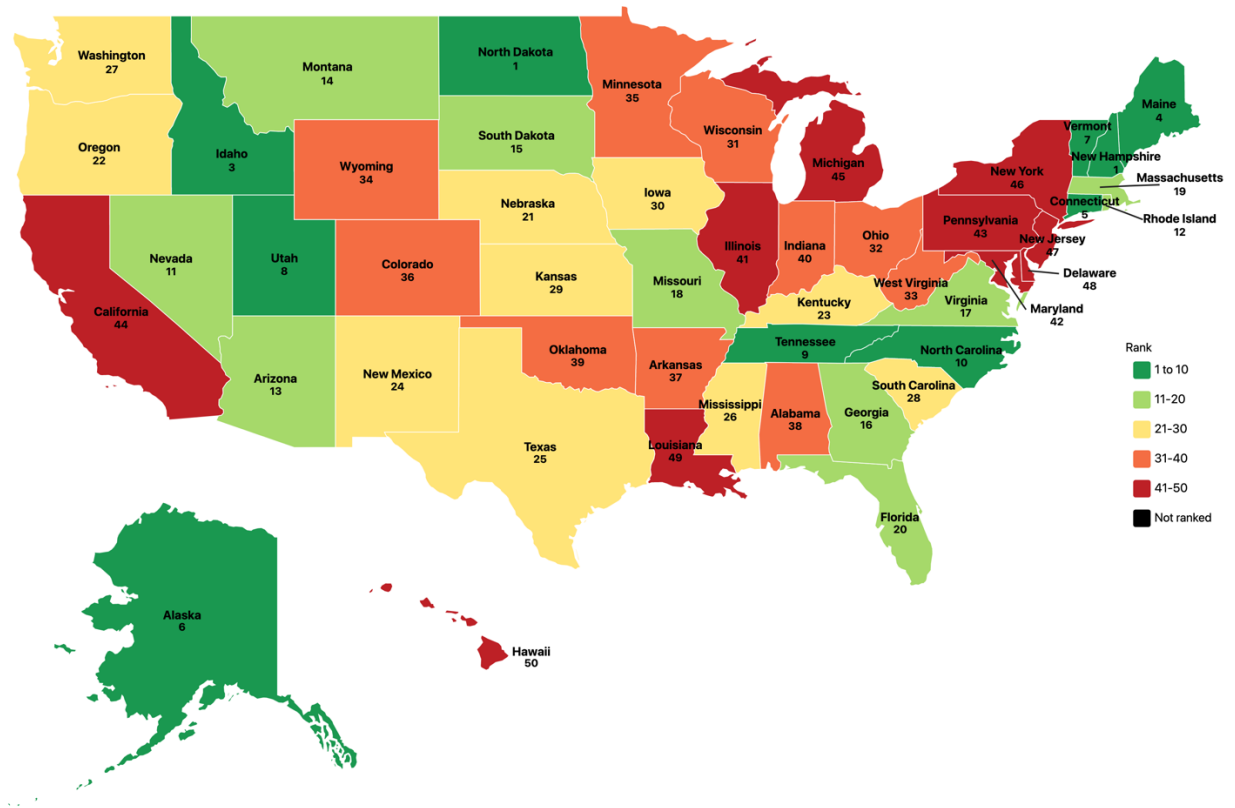 Washington
27
Montana
14
North Dakota
1
Minnesota
35
Oregon
22
Idaho
3
Wyoming
34
South Dakota
15
Wisconsin
31
Michigan
45
Vermont
7
Maine
4
New Hampshire
1
New York
46
Massachusetts
19
Connecticut
5
Rhode Island
12
Nebraska
21
Iowa
30
Pennsylvania
43
New Jersey
47
Nevada
11
Utah
8
Colorado
36
Kansas
29
Missouri
18
Illinois
41
Indiana
40
Ohio
32
West Virginia
33
Delaware
48
Maryland
42
Virginia
17
Kentucky
23
California
44
Arizona
13
New Mexico
24
Oklahoma
39
Arkansas
37
Tennessee
9
North Carolina
10
South Carolina
28
Texas
25
Louisiana
49
Mississippi
26
Alabama
38
Georgia
16
Florida
20
Alaska
6
Hawaii
50
Rank
1 to 10
11-20
21-30
31-40
41-50
Not ranked